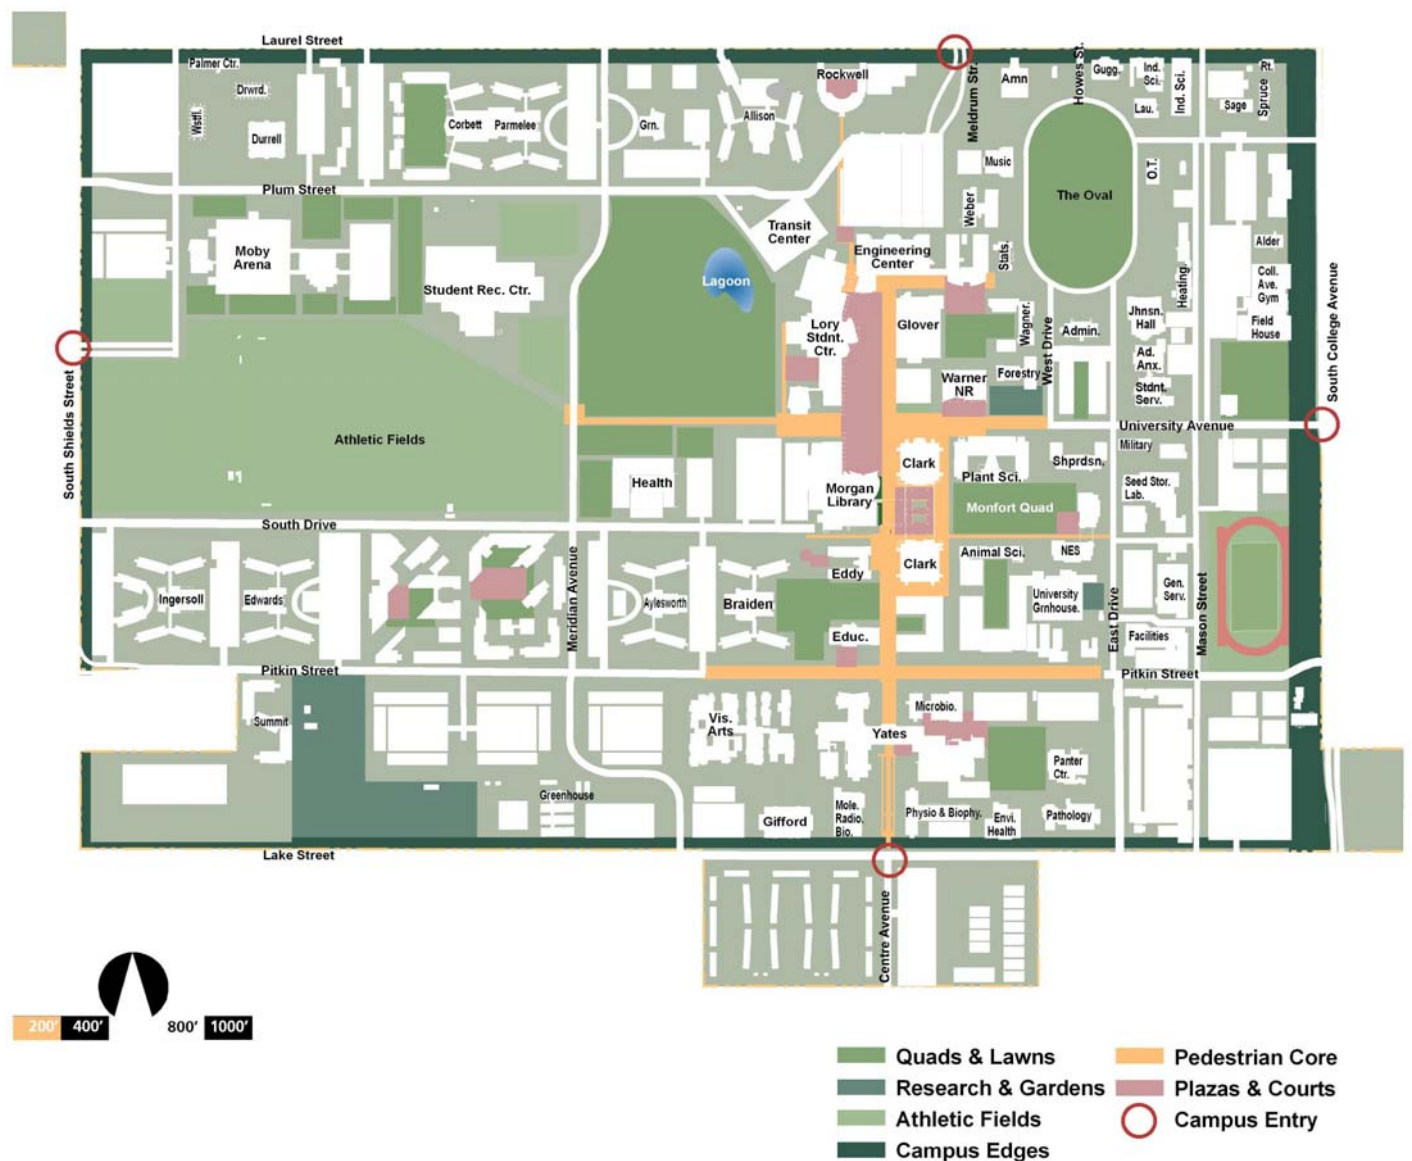 Laurel Street
Palmer Ctr.
Drwrd.
Wstfl.
Durrell
Corbett
Parmelee
Grn.
Allison
Rockwell
Meldrum Str.
Amn
Howes St.
Gugg.
Ind.
Sci.
Ind. Sci.
Lau.
Rt.
Sage
Spruce
Plum Street
Music
Weber
O.T.
The Oval
Moby
Arena
Student Rec. Ctr.
Transit
Center
Lagoon
Engineering
Center
Stats.
Heating.
Alder
Coll.
Ave.
Gym
Field
House
Lory
Stdnt.
Ctr.
Glover
Wagner.
West Drive
Admin.
Jhnsn.
Hall
Ad.
Anx.
Stdnt.
Serv.
Warner
NR
Forestry
South College Avenue
South Shields Street
Athletic Fields
University Avenue
Military
Clark
Plant Sci.
Shprdsn.
Seed Stor.
Lab.
Health
Morgan
Library
Monfort Quad
South Drive
Meridian Avenue
Ingersoll
Edwards
Aylesworth
Braiden
Eddy
Educ.
Clark
Animal Sci.
NES
University
Grnhouse.
East Drive
Gen.
Serv.
Facilities
Mason Street
Pitkin Street
Pitkin Street
Summit
Vis.
Arts
Yates
Microbio.
Panter
Ctr.
Greenhouse
Gifford
Mole.
Radio.
Bio.
Physio & Biophy.
Envi.
Health
Pathology
Lake Street
Centre Avenue
200' 400' 800' 1000'
Quads & Lawns
Research & Gardens
Athletic Fields
Campus Edges
Pedestrian Core
Plazas & Courts
Campus Entry